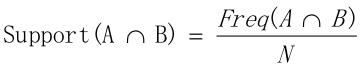 Support(A ∩ B) = Freq(A ∩ B) / N